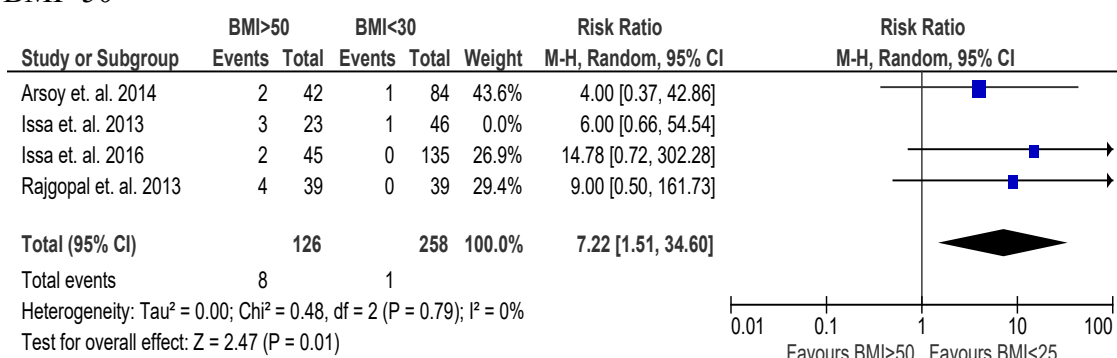 BMI>50 BMI<30 Risk Ratio Risk Ratio
Study or Subgroup Events Total Events Total Weight M-H, Random, 95% CI M-H, Random, 95% CI
Arsoy et. al. 2014 2 42 1 84 43.6% 4.00 [0.37, 42.86]
Issa et. al. 2013 3 23 1 46 0.0% 6.00 [0.66, 54.54]
Issa et. al. 2016 2 45 0 135 26.9% 14.78 [0.72, 302.28]
Rajgopal et. al. 2013 4 39 0 39 29.4% 9.00 [0.50, 161.73]
Total (95% CI) 126 258 100.0% 7.22 [1.51, 34.60]
Total events 8 1
Heterogeneity: Tau² = 0.00; Chi² = 0.48, df = 2 (P = 0.79); I² = 0%
Test for overall effect: Z = 2.47 (P = 0.01)
0.01 0.1 1 10 100
Favours BMI>50 Favours BMI<25